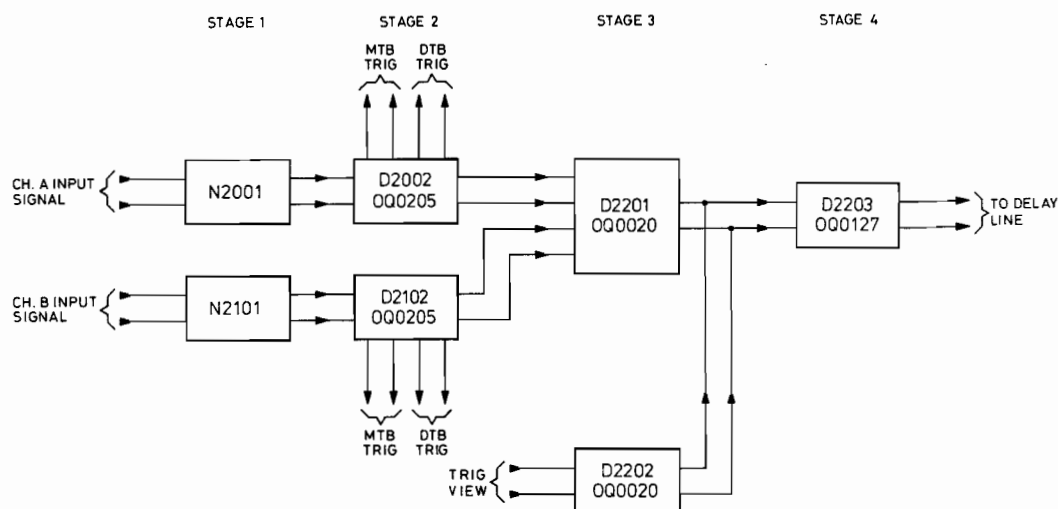 STAGE 1
STAGE 2
STAGE 3
STAGE 4
MTB
TRIG
DTB
TRIG
CH. A INPUT
SIGNAL
N2001
D2002
OQ0205
D2201
OQ0020
D2203
OQ0127
TO DELAY
LINE
CH. B INPUT
SIGNAL
N2101
D2102
OQ0205
MTB
TRIG
DTB
TRIG
TRIG
VIEW
D2202
OQ0020